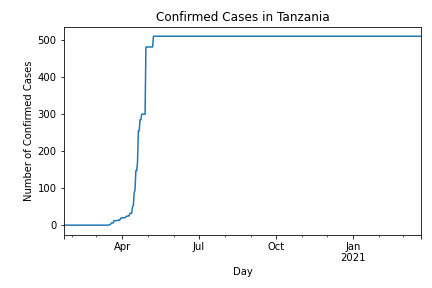 Confirmed Cases in Tanzania
Number of Confirmed Cases
500
400
300
200
100
0
Apr Jul Oct Jan
2021
Day